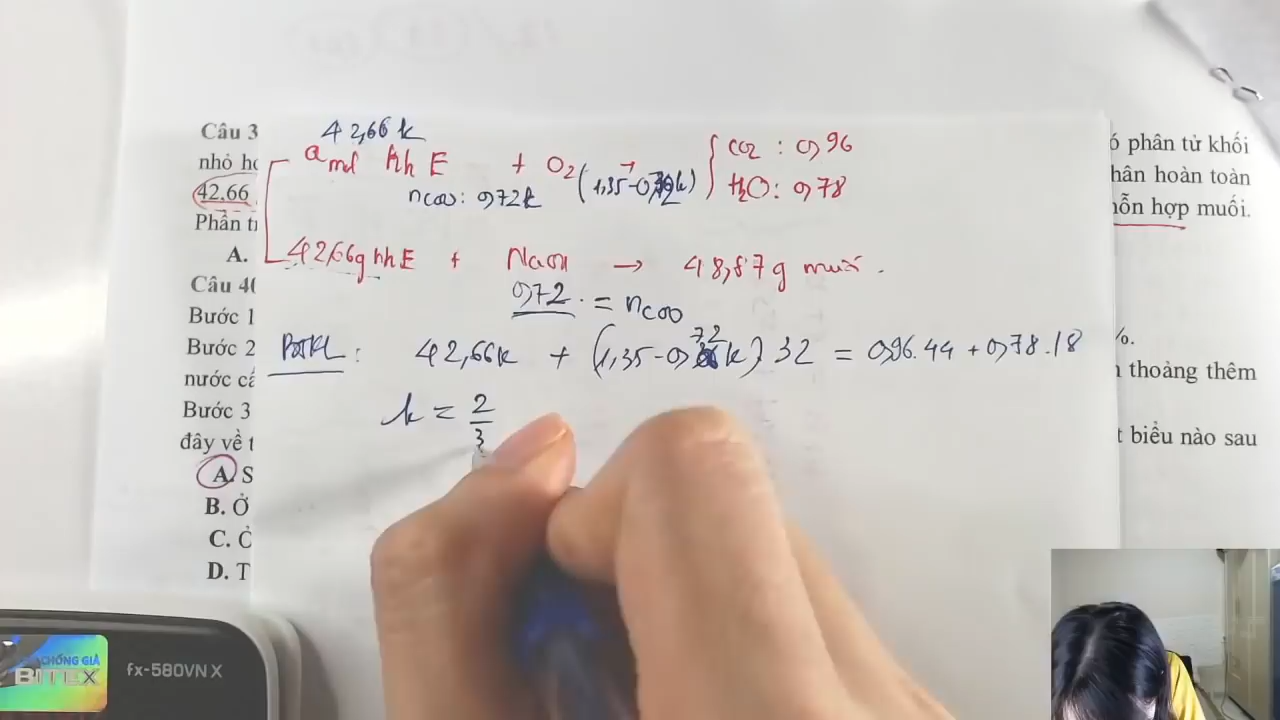 Câu 3
42,66 k
nhỏ hơ
a mol hh E + O2 (1,35-0,72k) CO2 : 0,96
H2O : 0,78
ncoo: 0,72k
ó phân tử khối
hân hoàn toàn
42.66
hỗn hợp muối.
Phần tr
A.
42,66g hh E + NaOH → 48,87g muối.
0,72 = nCOO
Câu 40
Bước 1
Bước 2
BTKL : 42,66k + (1,35-0,72k) 32 = 0,96.44 + 0,78.18
%.
nước cấ
thoảng thêm
Bước 3
k = 2/3
đây về t
t biểu nào sau
A. S
B. Ở
C. Ở
D. T
CHỐNG GIẢ
BITEX
fx-580VN X